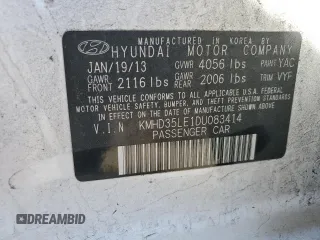 MANUFACTURED IN KOREA BY
HYUNDAI MOTOR COMPANY
JAN/19/13 GVWR 4056 lbs PAINT YAC
GAWR FRONT 2116 lbs GAWR REAR 2006 lbs TRIM VYF
THIS VEHICLE CONFORMS TO ALL APPLICABLE
FEDERAL MOTOR VEHICLE SAFETY, BUMPER, AND
THEFT PREVENTION STANDARDS IN EFFECT ON
THE DATE OF MANUFACTURE SHOWN ABOVE.
V.I.N KMHD35LE1DU083414
PASSENGER CAR
BIDHISTORY